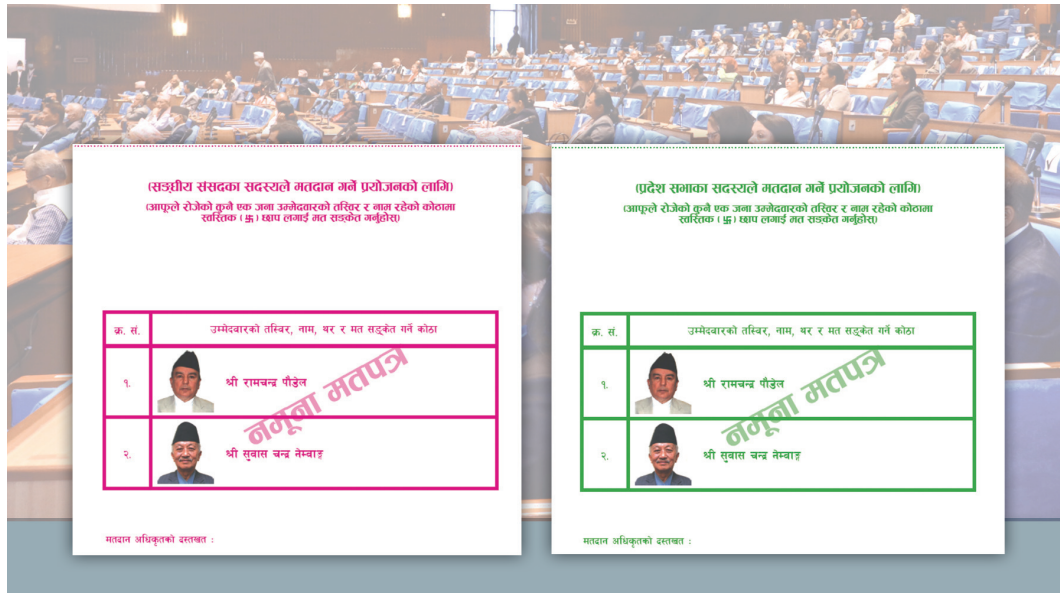 (सङ्घीय संसदका सदस्यले मतदान गर्ने प्रयोजनको लागि)
(आफूले रोजेको कुनै एक जना उम्मेदवारको तस्विर र नाम रहेको कोठामा
स्वस्तिक (卐) छाप लगाई मत सङ्केत गर्नुहोस्)
क्र. सं.
उम्मेदवारको तस्विर, नाम, थर र मत सङ्केत गर्ने कोठा
१.
श्री रामचन्द्र पौडेल
२.
श्री सुवास चन्द्र नेम्वाङ्ग
नमूना मतपत्र
मतदान अधिकृतको दस्तखत :
(प्रदेश सभाका सदस्यले मतदान गर्ने प्रयोजनको लागि)
(आफूले रोजेको कुनै एक जना उम्मेदवारको तस्विर र नाम रहेको कोठामा
स्वस्तिक (卐) छाप लगाई मत सङ्केत गर्नुहोस्)
क्र. सं.
उम्मेदवारको तस्विर, नाम, थर र मत सङ्केत गर्ने कोठा
१.
श्री रामचन्द्र पौडेल
२.
श्री सुवास चन्द्र नेम्वाङ्ग
नमूना मतपत्र
मतदान अधिकृतको दस्तखत :